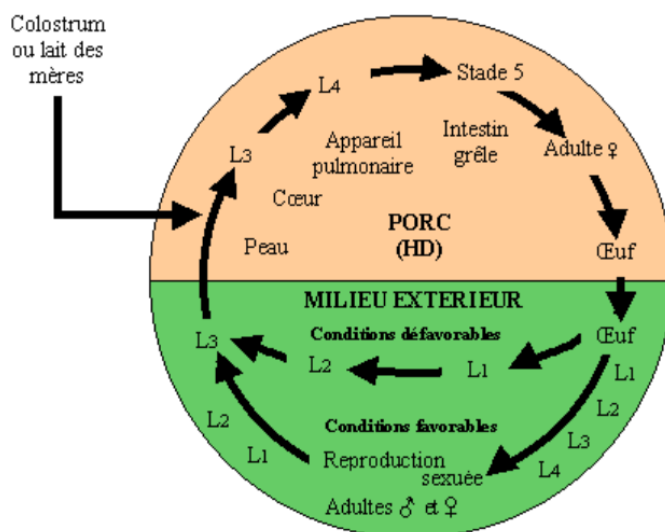 Colostrum
ou lait des
mères
L4
Stade 5
L3
Appareil
pulmonaire
Intestin
grêle
Adulte ♀
Cœur
Peau
PORC
(HD)
Œuf
MILIEU EXTERIEUR
L3
Conditions défavorables
Œuf
L2
L1
L1
L2
L2
L3
L1
L4
Conditions favorables
Reproduction
sexuée
Adultes ♂ et ♀